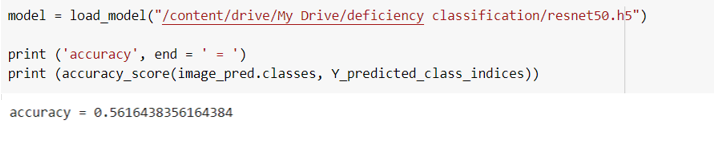 model = load_model("/content/drive/My Drive/deficiency classification/resnet50.h5")
print ('accuracy', end = ' = ')
print (accuracy_score(image_pred.classes, Y_predicted_class_indices))
accuracy = 0.5616438356164384